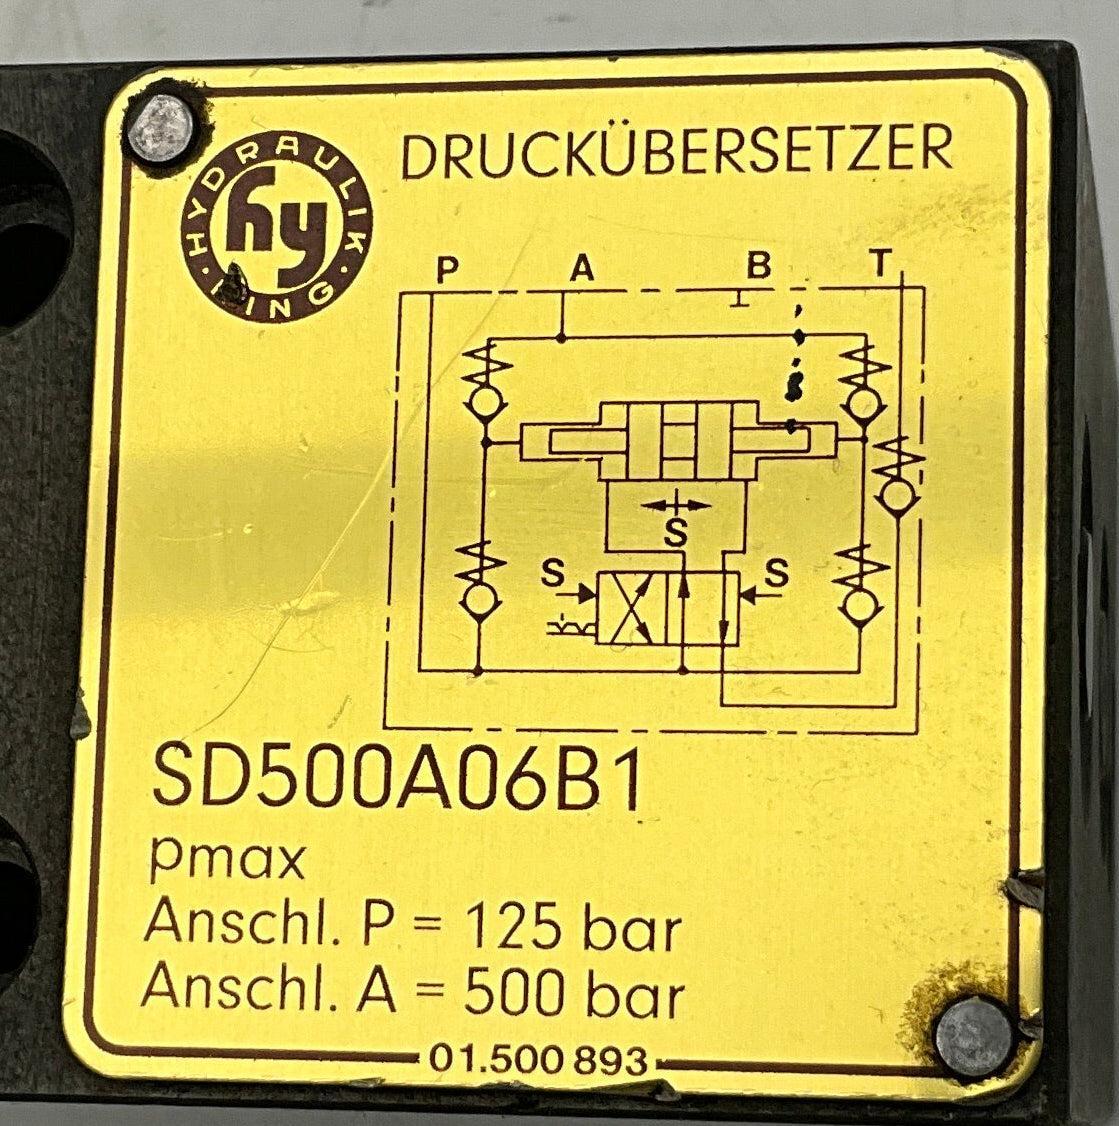 HYDRAULIK · RING ·
hy
DRUCKÜBERSETZER
P A B T
S
S S
SD500A06B1
pmax
Anschl. P = 125 bar
Anschl. A = 500 bar
01.500 893